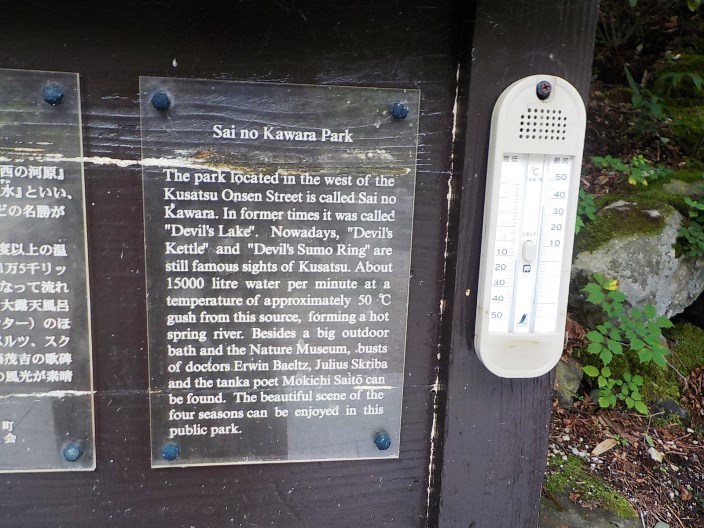 西の河原』
水』といい、
どの名勝が
度以上の温
1万5千リッ
なって流れ
大露天風呂
ター）のほ
ベルツ、スク
藤茂吉の歌碑
の風光が素晴
町
会
Sai no Kawara Park
The park located in the west of the
Kusatsu Onsen Street is called Sai no
Kawara. In former times it was called
"Devil's Lake". Nowadays, "Devil's
Kettle" and "Devil's Sumo Ring" are
still famous sights of Kusatsu. About
15000 litre water per minute at a
temperature of approximately 50 ℃
gush from this source, forming a hot
spring river. Besides a big outdoor
bath and the Nature Museum, busts
of doctors Erwin Baeltz, Julius Skriba
and the tanka poet Mokichi Saitō can
be found. The beautiful scene of the
four seasons can be enjoyed in this
public park.
最低 最高
℃
50
40
30
20
10
10
10
20
30
40
50